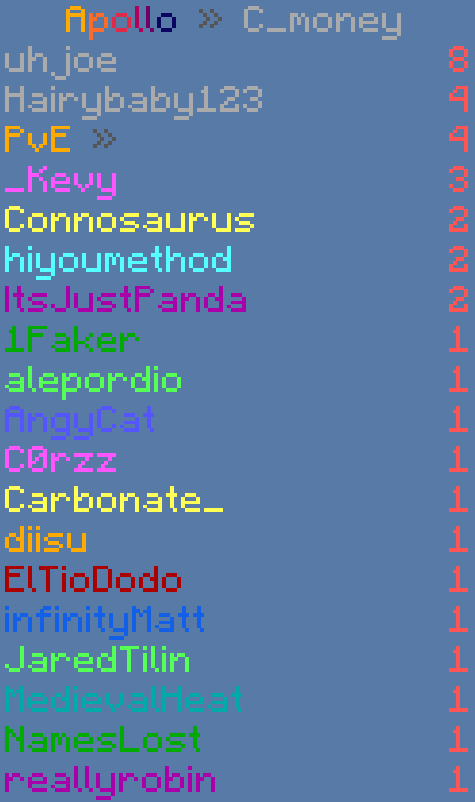 Apollo » C_money
uhjoe 8
Hairybaby123 4
PvE » 4
_Kevy 3
Connosaurus 2
hiyoumethod 2
ItsJustPanda 2
1Faker 1
alepordio 1
AngyCat 1
C0rzz 1
Carbonate_ 1
diisu 1
ElTioDodo 1
infinityMatt 1
JaredTilin 1
MedievalHeat 1
NamesLost 1
reallyrobin 1